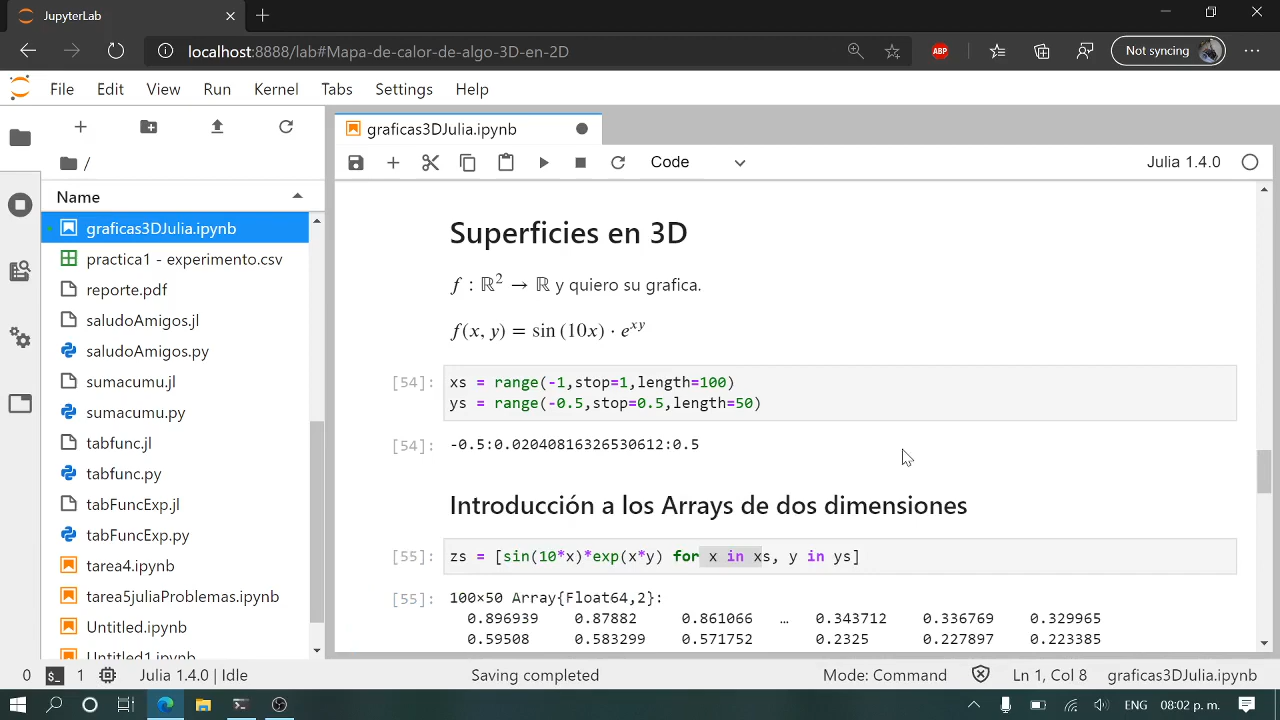 JupyterLab
localhost:8888/lab#Mapa-de-calor-de-algo-3D-en-2D
ABP
Not syncing
File Edit View Run Kernel Tabs Settings Help
graficas3DJulia.ipynb
/
Code
Julia 1.4.0
Name
graficas3DJulia.ipynb
practica1 - experimento.csv
reporte.pdf
saludoAmigos.jl
saludoAmigos.py
sumacumu.jl
sumacumu.py
tabfunc.jl
tabfunc.py
tabFuncExp.jl
tabFuncExp.py
tarea4.ipynb
tarea5juliaProblemas.ipynb
Untitled.ipynb
Untitled1.ipynb
Superficies en 3D
f : ℝ² → ℝ y quiero su grafica.
f(x, y) = sin (10x) · e^{xy}
[54]: xs = range(-1,stop=1,length=100)
ys = range(-0.5,stop=0.5,length=50)
[54]: -0.5:0.02040816326530612:0.5
Introducción a los Arrays de dos dimensiones
[55]: zs = [sin(10*x)*exp(x*y) for x in xs, y in ys]
[55]: 100×50 Array{Float64,2}:
0.896939 0.87882 0.861066 … 0.343712 0.336769 0.329965
0.59508 0.583299 0.571752 0.2325 0.227897 0.223385
0 1 Julia 1.4.0 | Idle Saving completed Mode: Command Ln 1, Col 8 graficas3DJulia.ipynb
ENG 08:02 p. m.